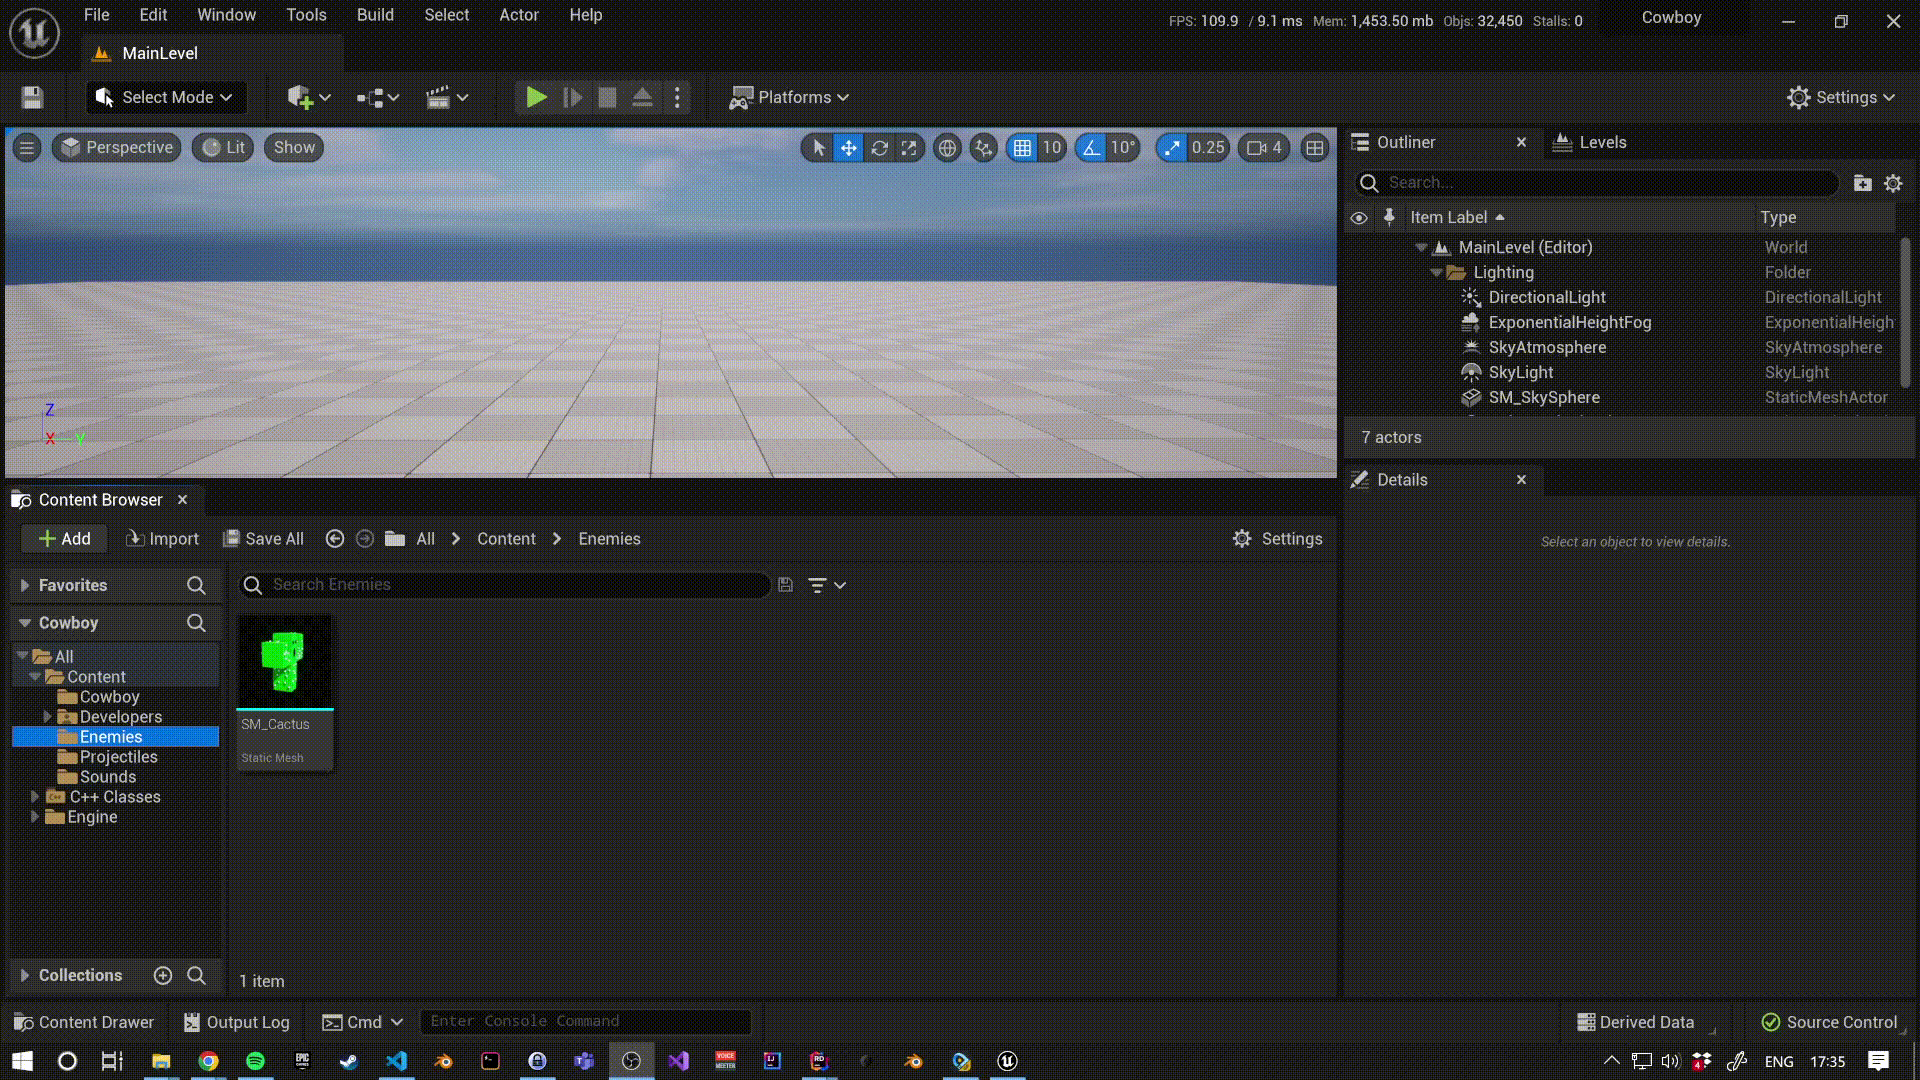 File Edit Window Tools Build Select Actor Help
FPS: 109.9 / 9.1 ms Mem: 1,453.50 mb Objs: 32,450 Stalls: 0
Cowboy
MainLevel
Select Mode
Platforms
Settings
Perspective Lit Show
10 10° 0.25 4
Outliner
Levels
Search...
Item Label Type
MainLevel (Editor) World
Lighting Folder
DirectionalLight DirectionalLight
ExponentialHeightFog ExponentialHeigh
SkyAtmosphere SkyAtmosphere
SkyLight SkyLight
SM_SkySphere StaticMeshActor
7 actors
Z
X Y
Details
Select an object to view details.
Content Browser
Add Import Save All All Content Enemies Settings
Favorites
Search Enemies
Cowboy
All
Content
Cowboy
Developers
Enemies
Projectiles
Sounds
C++ Classes
Engine
SM_Cactus
Static Mesh
Collections
1 item
Content Drawer Output Log Cmd Enter Console Command Derived Data Source Control
ENG 17:35